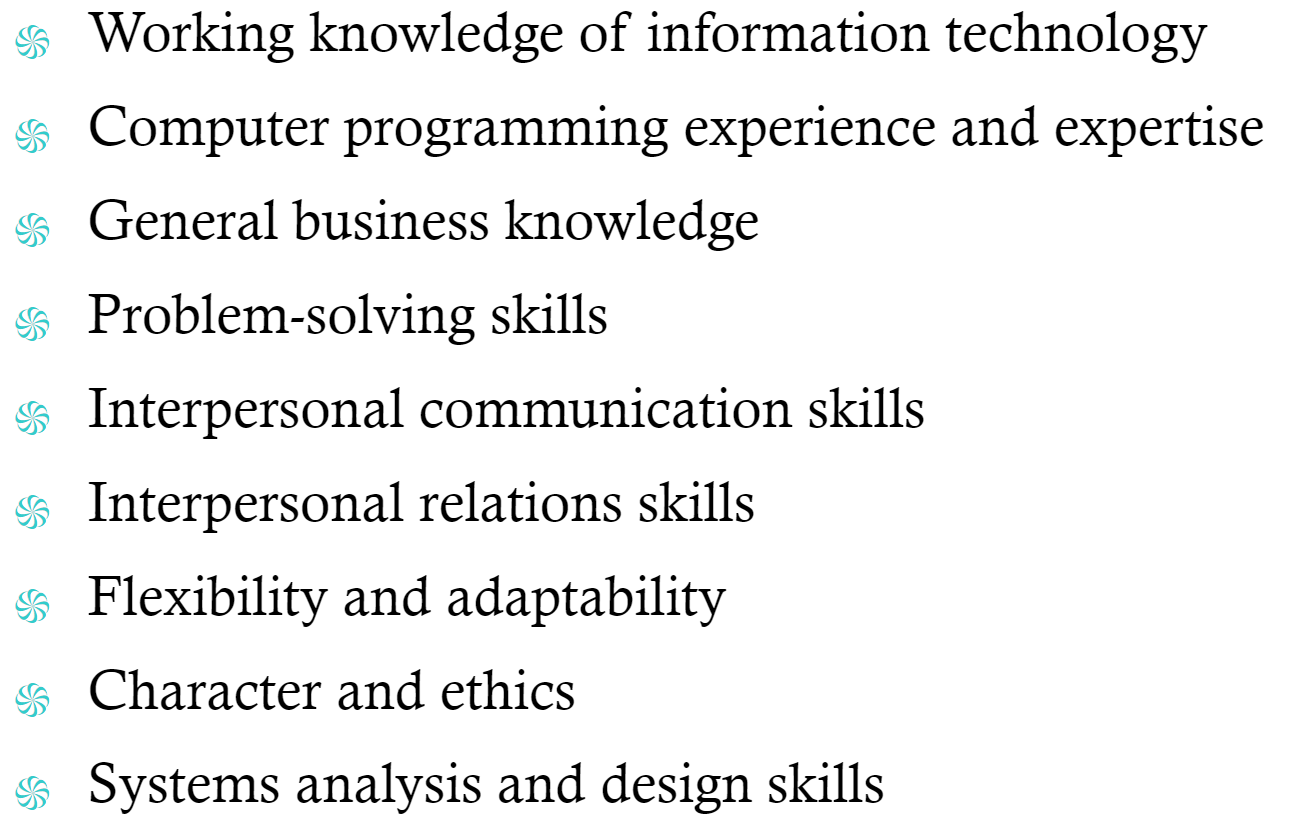 Working knowledge of information technology
Computer programming experience and expertise
General business knowledge
Problem-solving skills
Interpersonal communication skills
Interpersonal relations skills
Flexibility and adaptability
Character and ethics
Systems analysis and design skills